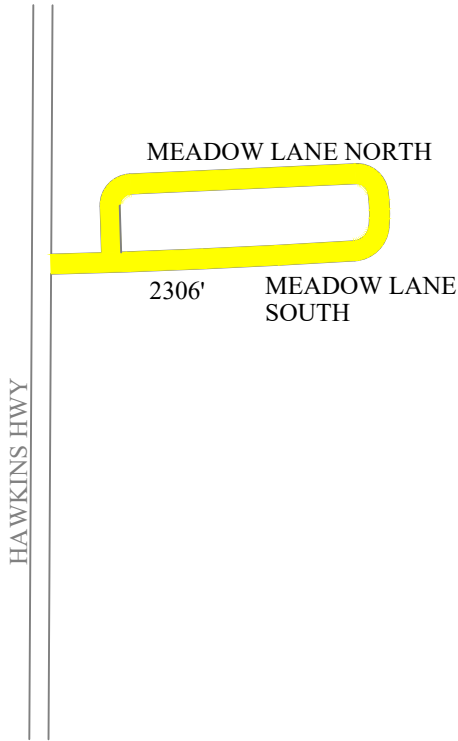 MEADOW LANE NORTH
2306'
MEADOW LANE
SOUTH
HAWKINS HWY